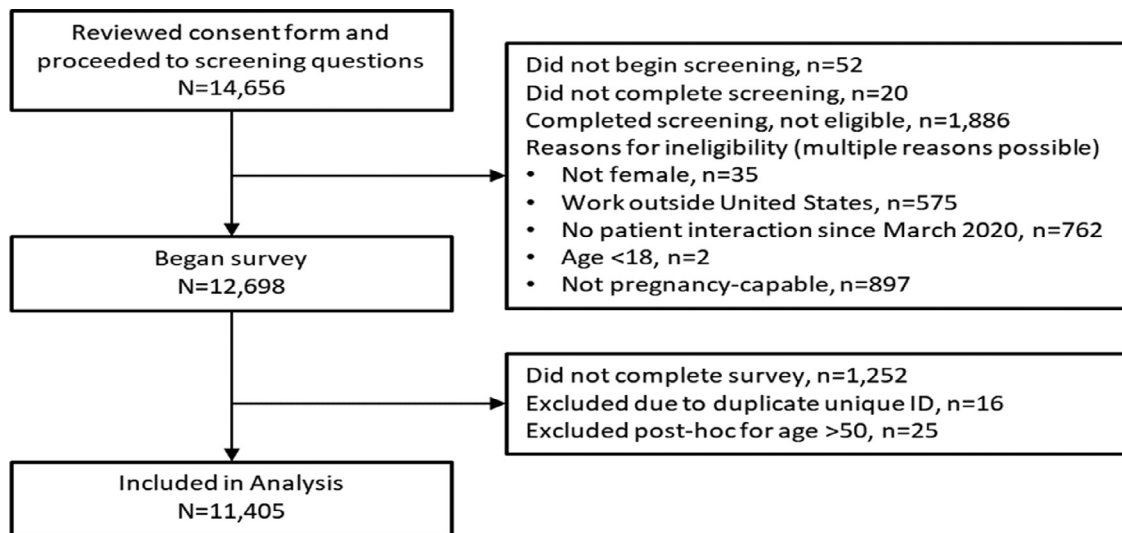 Reviewed consent form and
proceeded to screening questions
N=14,656
Did not begin screening, n=52
Did not complete screening, n=20
Completed screening, not eligible, n=1,886
Reasons for ineligibility (multiple reasons possible)
• Not female, n=35
• Work outside United States, n=575
• No patient interaction since March 2020, n=762
• Age <18, n=2
• Not pregnancy-capable, n=897
Began survey
N=12,698
Did not complete survey, n=1,252
Excluded due to duplicate unique ID, n=16
Excluded post-hoc for age >50, n=25
Included in Analysis
N=11,405